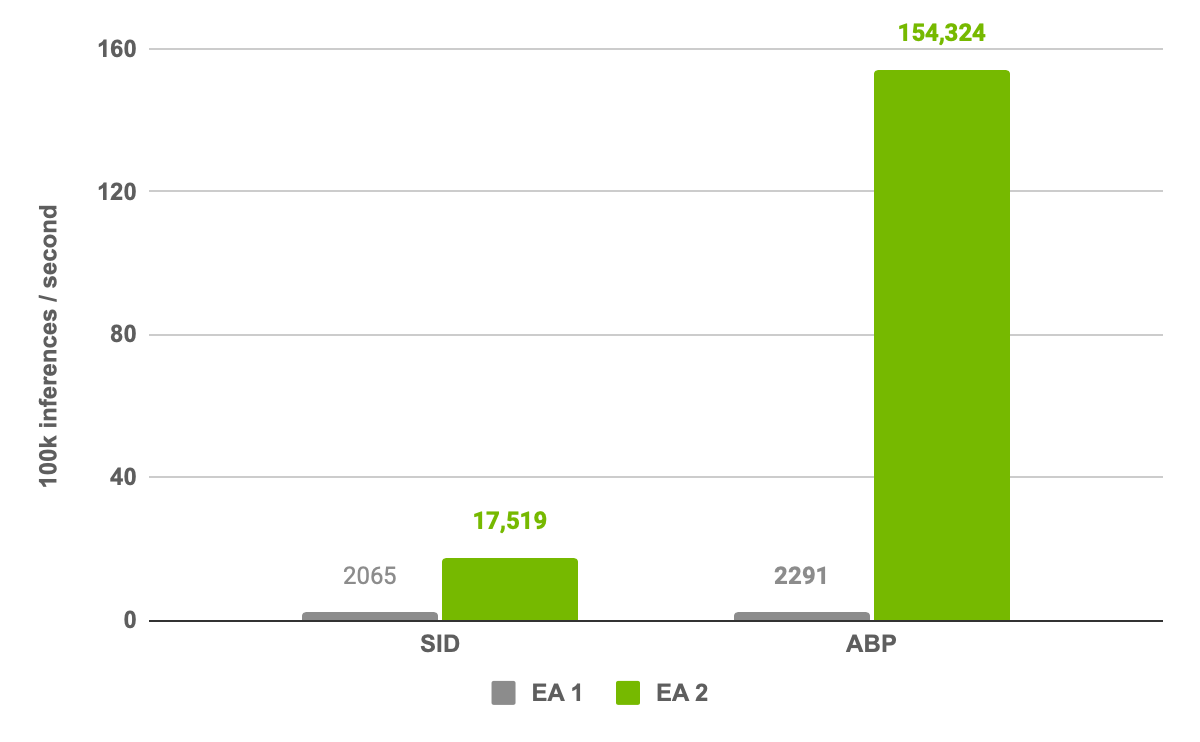 154,324
160
120
80
40
0
100k inferences / second
17,519
2065
2291
SID
ABP
EA 1
EA 2